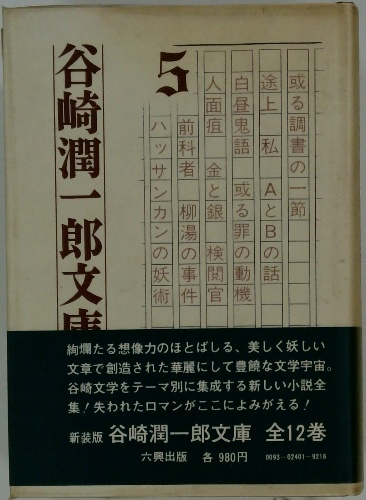 谷崎潤一郎文庫
5
或る調書の一節
途上 私 AとBの話
白昼鬼語 或る罪の動機
人面疽 金と銀 検閲官
前科者 柳湯の事件
ハッサンカンの妖術
絢爛たる想像力のほとばしる、美しく妖しい
文章で創造された華麗にして豊饒な文学宇宙。
谷崎文学をテーマ別に集成する新しい小説全
集！失われたロマンがここによみがえる！
新装版 谷崎潤一郎文庫 全12巻
六興出版 各980円 0093-02401-9216